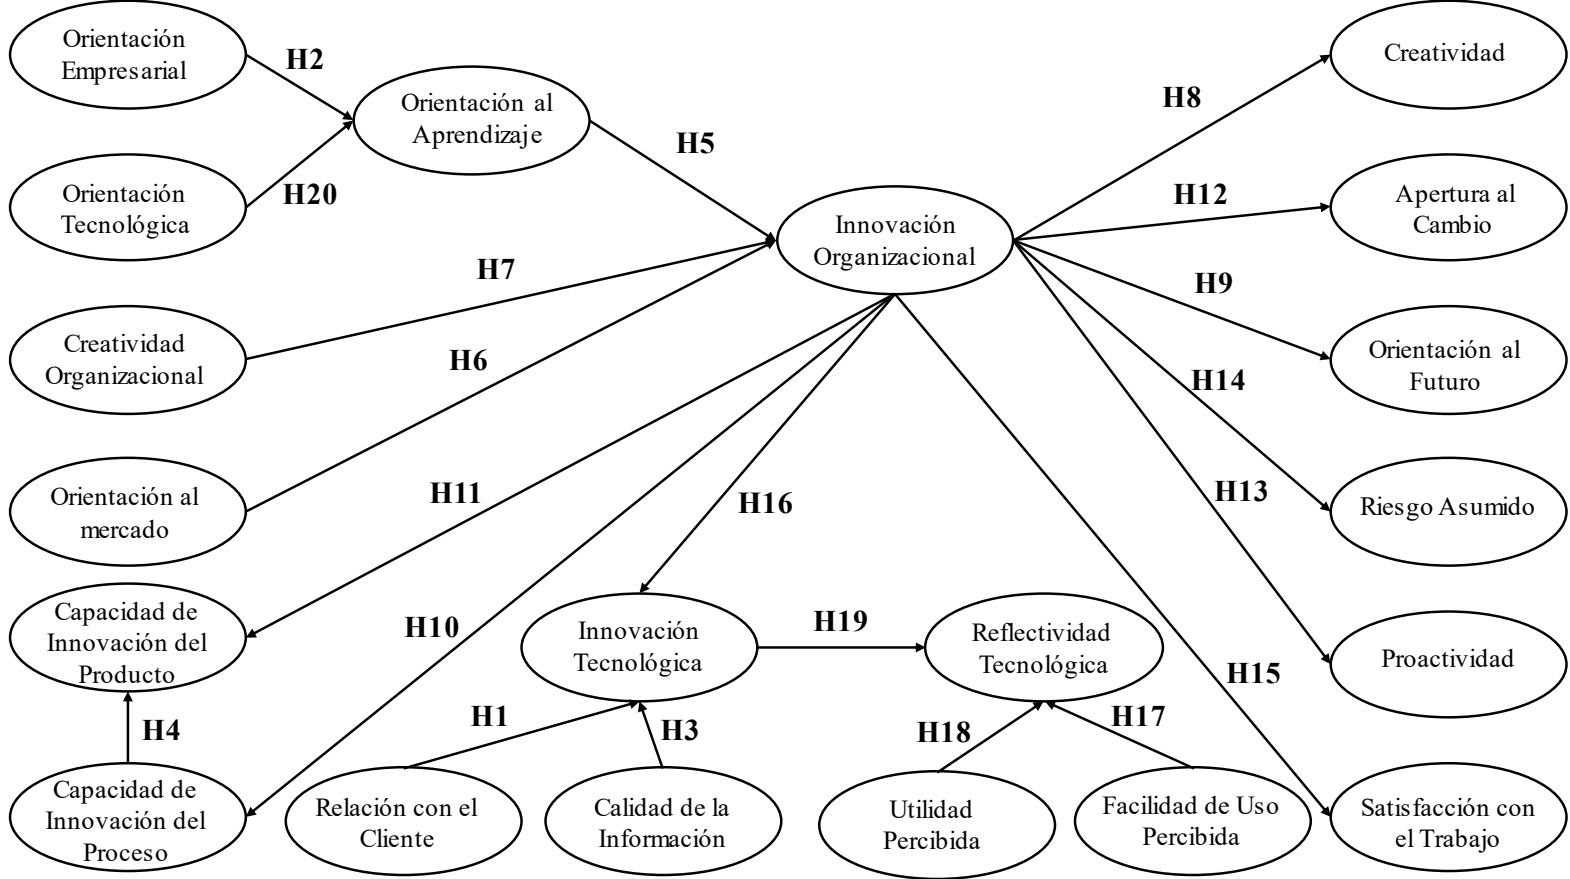 Orientación
Empresarial
H2
Orientación al
Aprendizaje
Orientación
Tecnológica
H20
H5
Innovación
Organizacional
H8
Creatividad
H12
Apertura al
Cambio
H7
Creatividad
Organizacional
H9
Orientación al
Futuro
H6
H14
Orientación al
mercado
H11
H16
H13
Riesgo Asumido
Capacidad de
Innovación del
Producto
H10
Innovación
Tecnológica
H19
Reflectividad
Tecnológica
H15
Proactividad
H4
H1
H3
H18
H17
Capacidad de
Innovación del
Proceso
Relación con el
Cliente
Calidad de la
Información
Utilidad
Percibida
Facilidad de Uso
Percibida
Satisfacción con
el Trabajo